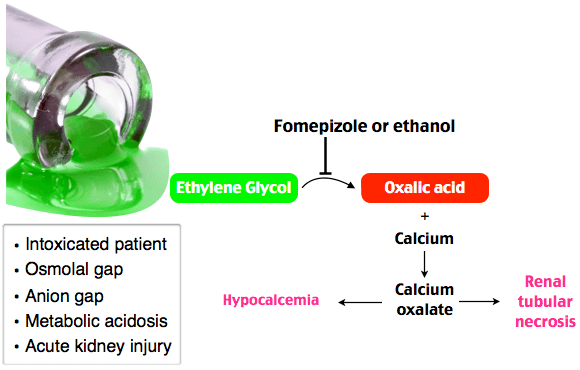 Fomepizole or ethanol
Ethylene Glycol
Oxalic acid
+
Calcium
Calcium
oxalate
Hypocalcemia
Renal
tubular
necrosis
• Intoxicated patient
• Osmolal gap
• Anion gap
• Metabolic acidosis
• Acute kidney injury